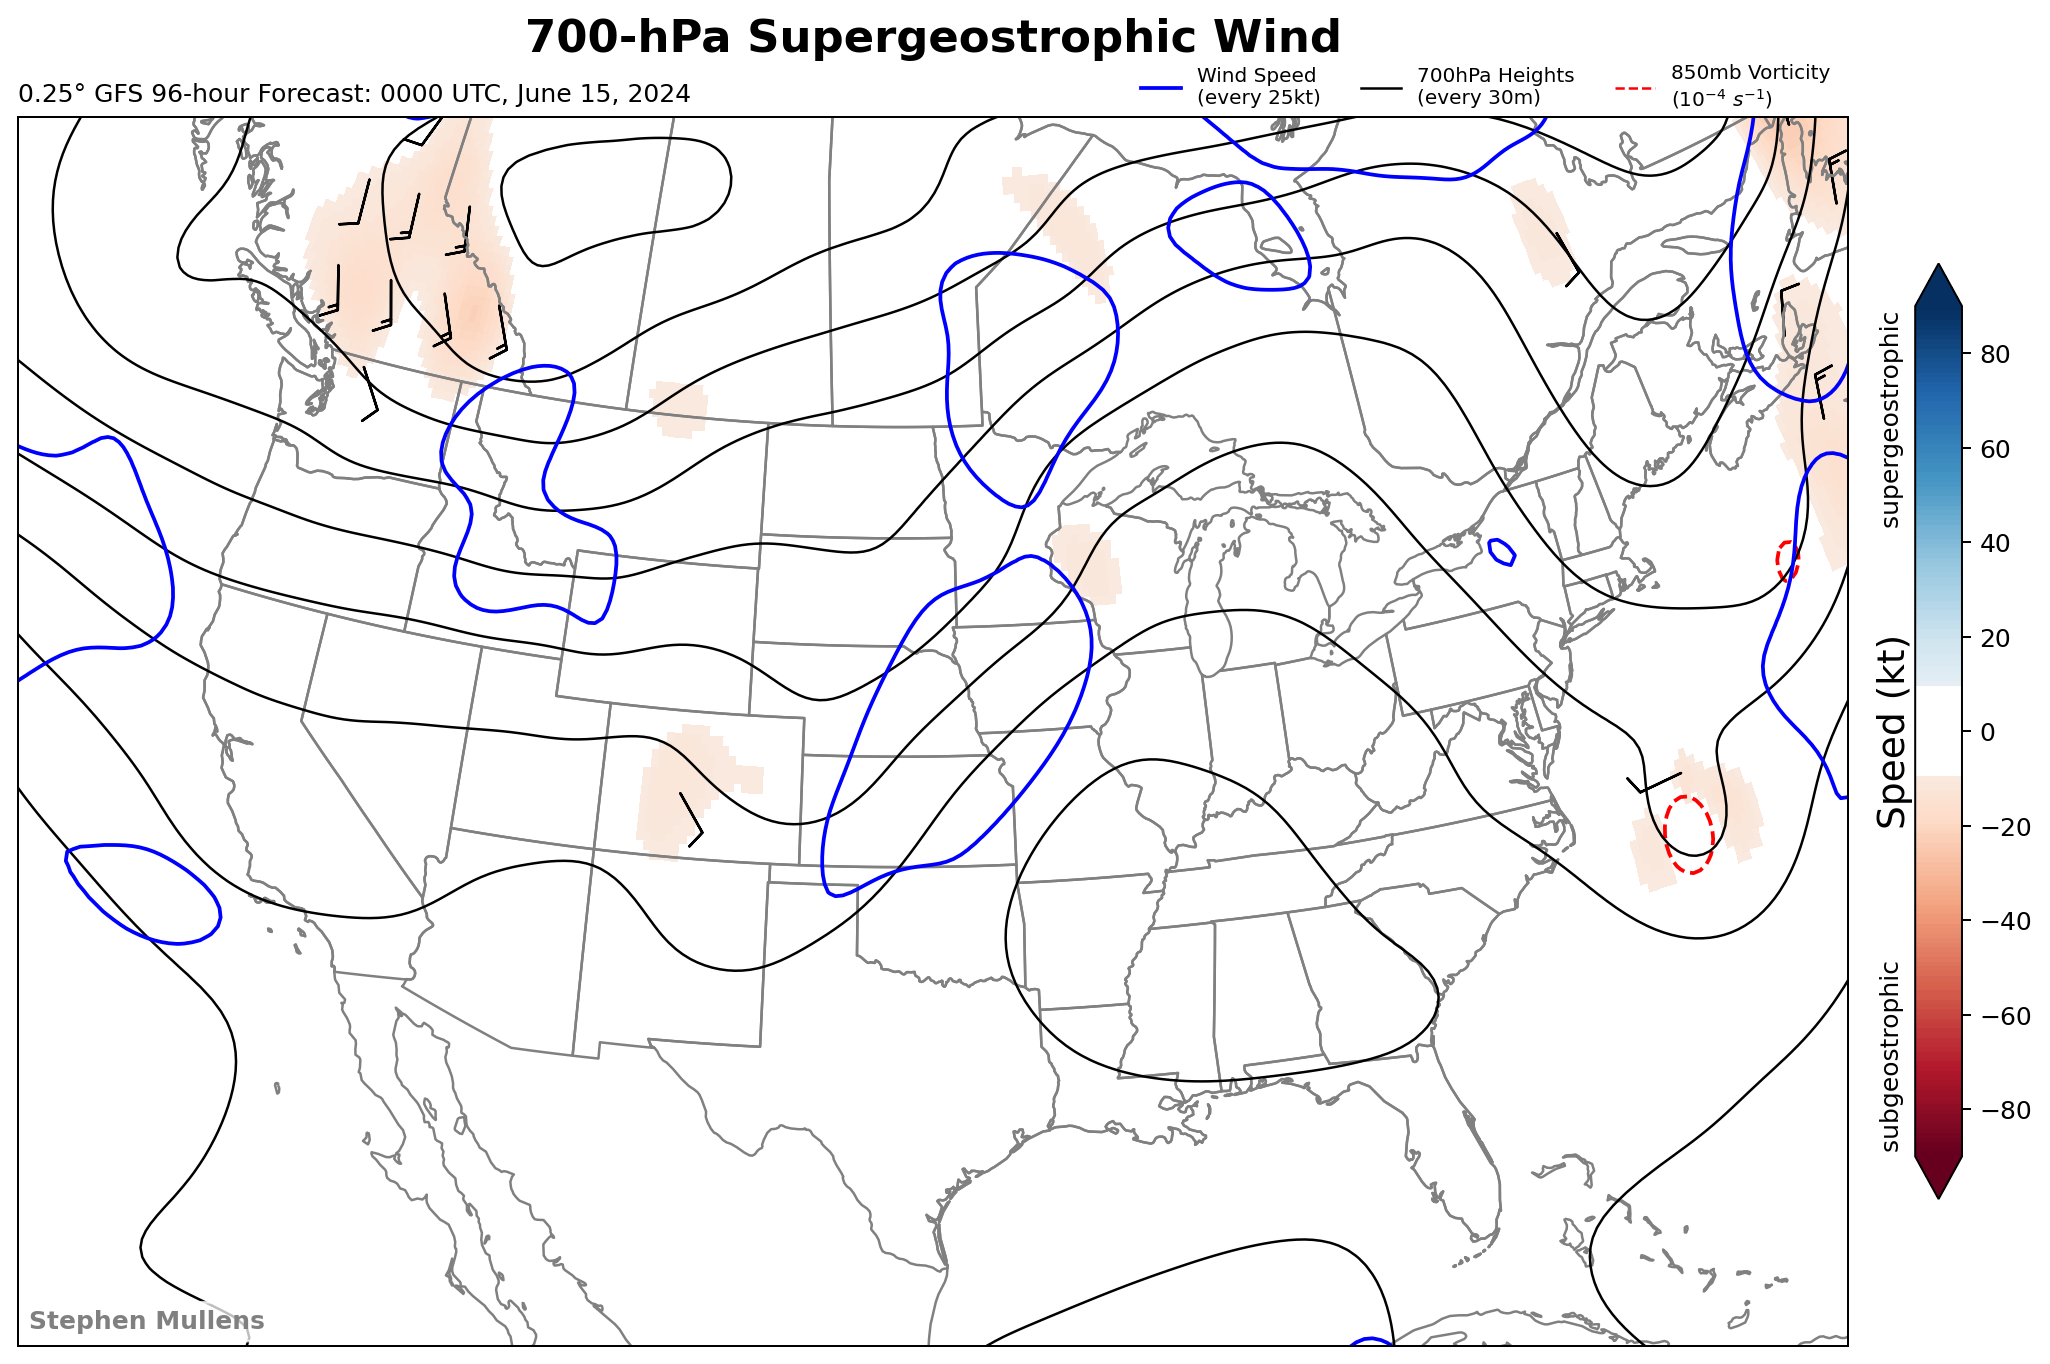 700-hPa Supergeostrophic Wind
0.25° GFS 96-hour Forecast: 0000 UTC, June 15, 2024
Wind Speed
(every 25kt)
700hPa Heights
(every 30m)
850mb Vorticity
(10⁻⁴ s⁻¹)
supergeostrophic
Speed (kt)
subgeostrophic
80
60
40
20
0
−20
−40
−60
−80
Stephen Mullens